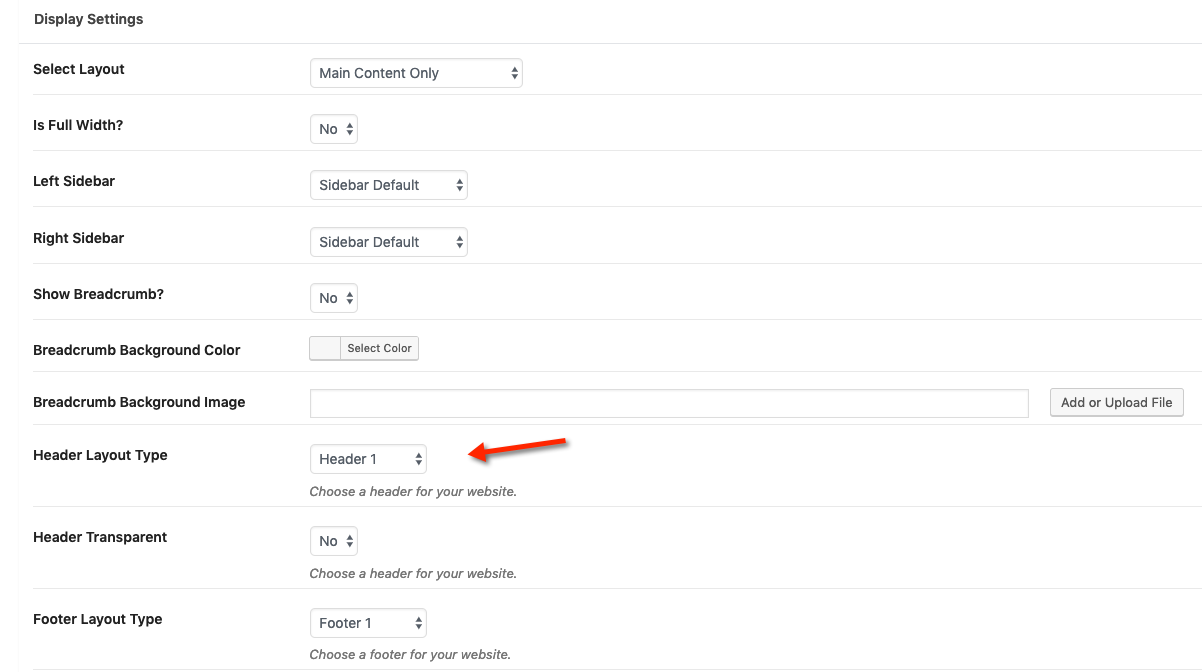 Display Settings
Select Layout
Main Content Only
Is Full Width?
No
Left Sidebar
Sidebar Default
Right Sidebar
Sidebar Default
Show Breadcrumb?
No
Breadcrumb Background Color
Select Color
Breadcrumb Background Image
Add or Upload File
Header Layout Type
Header 1
Choose a header for your website.
Header Transparent
No
Choose a header for your website.
Footer Layout Type
Footer 1
Choose a footer for your website.